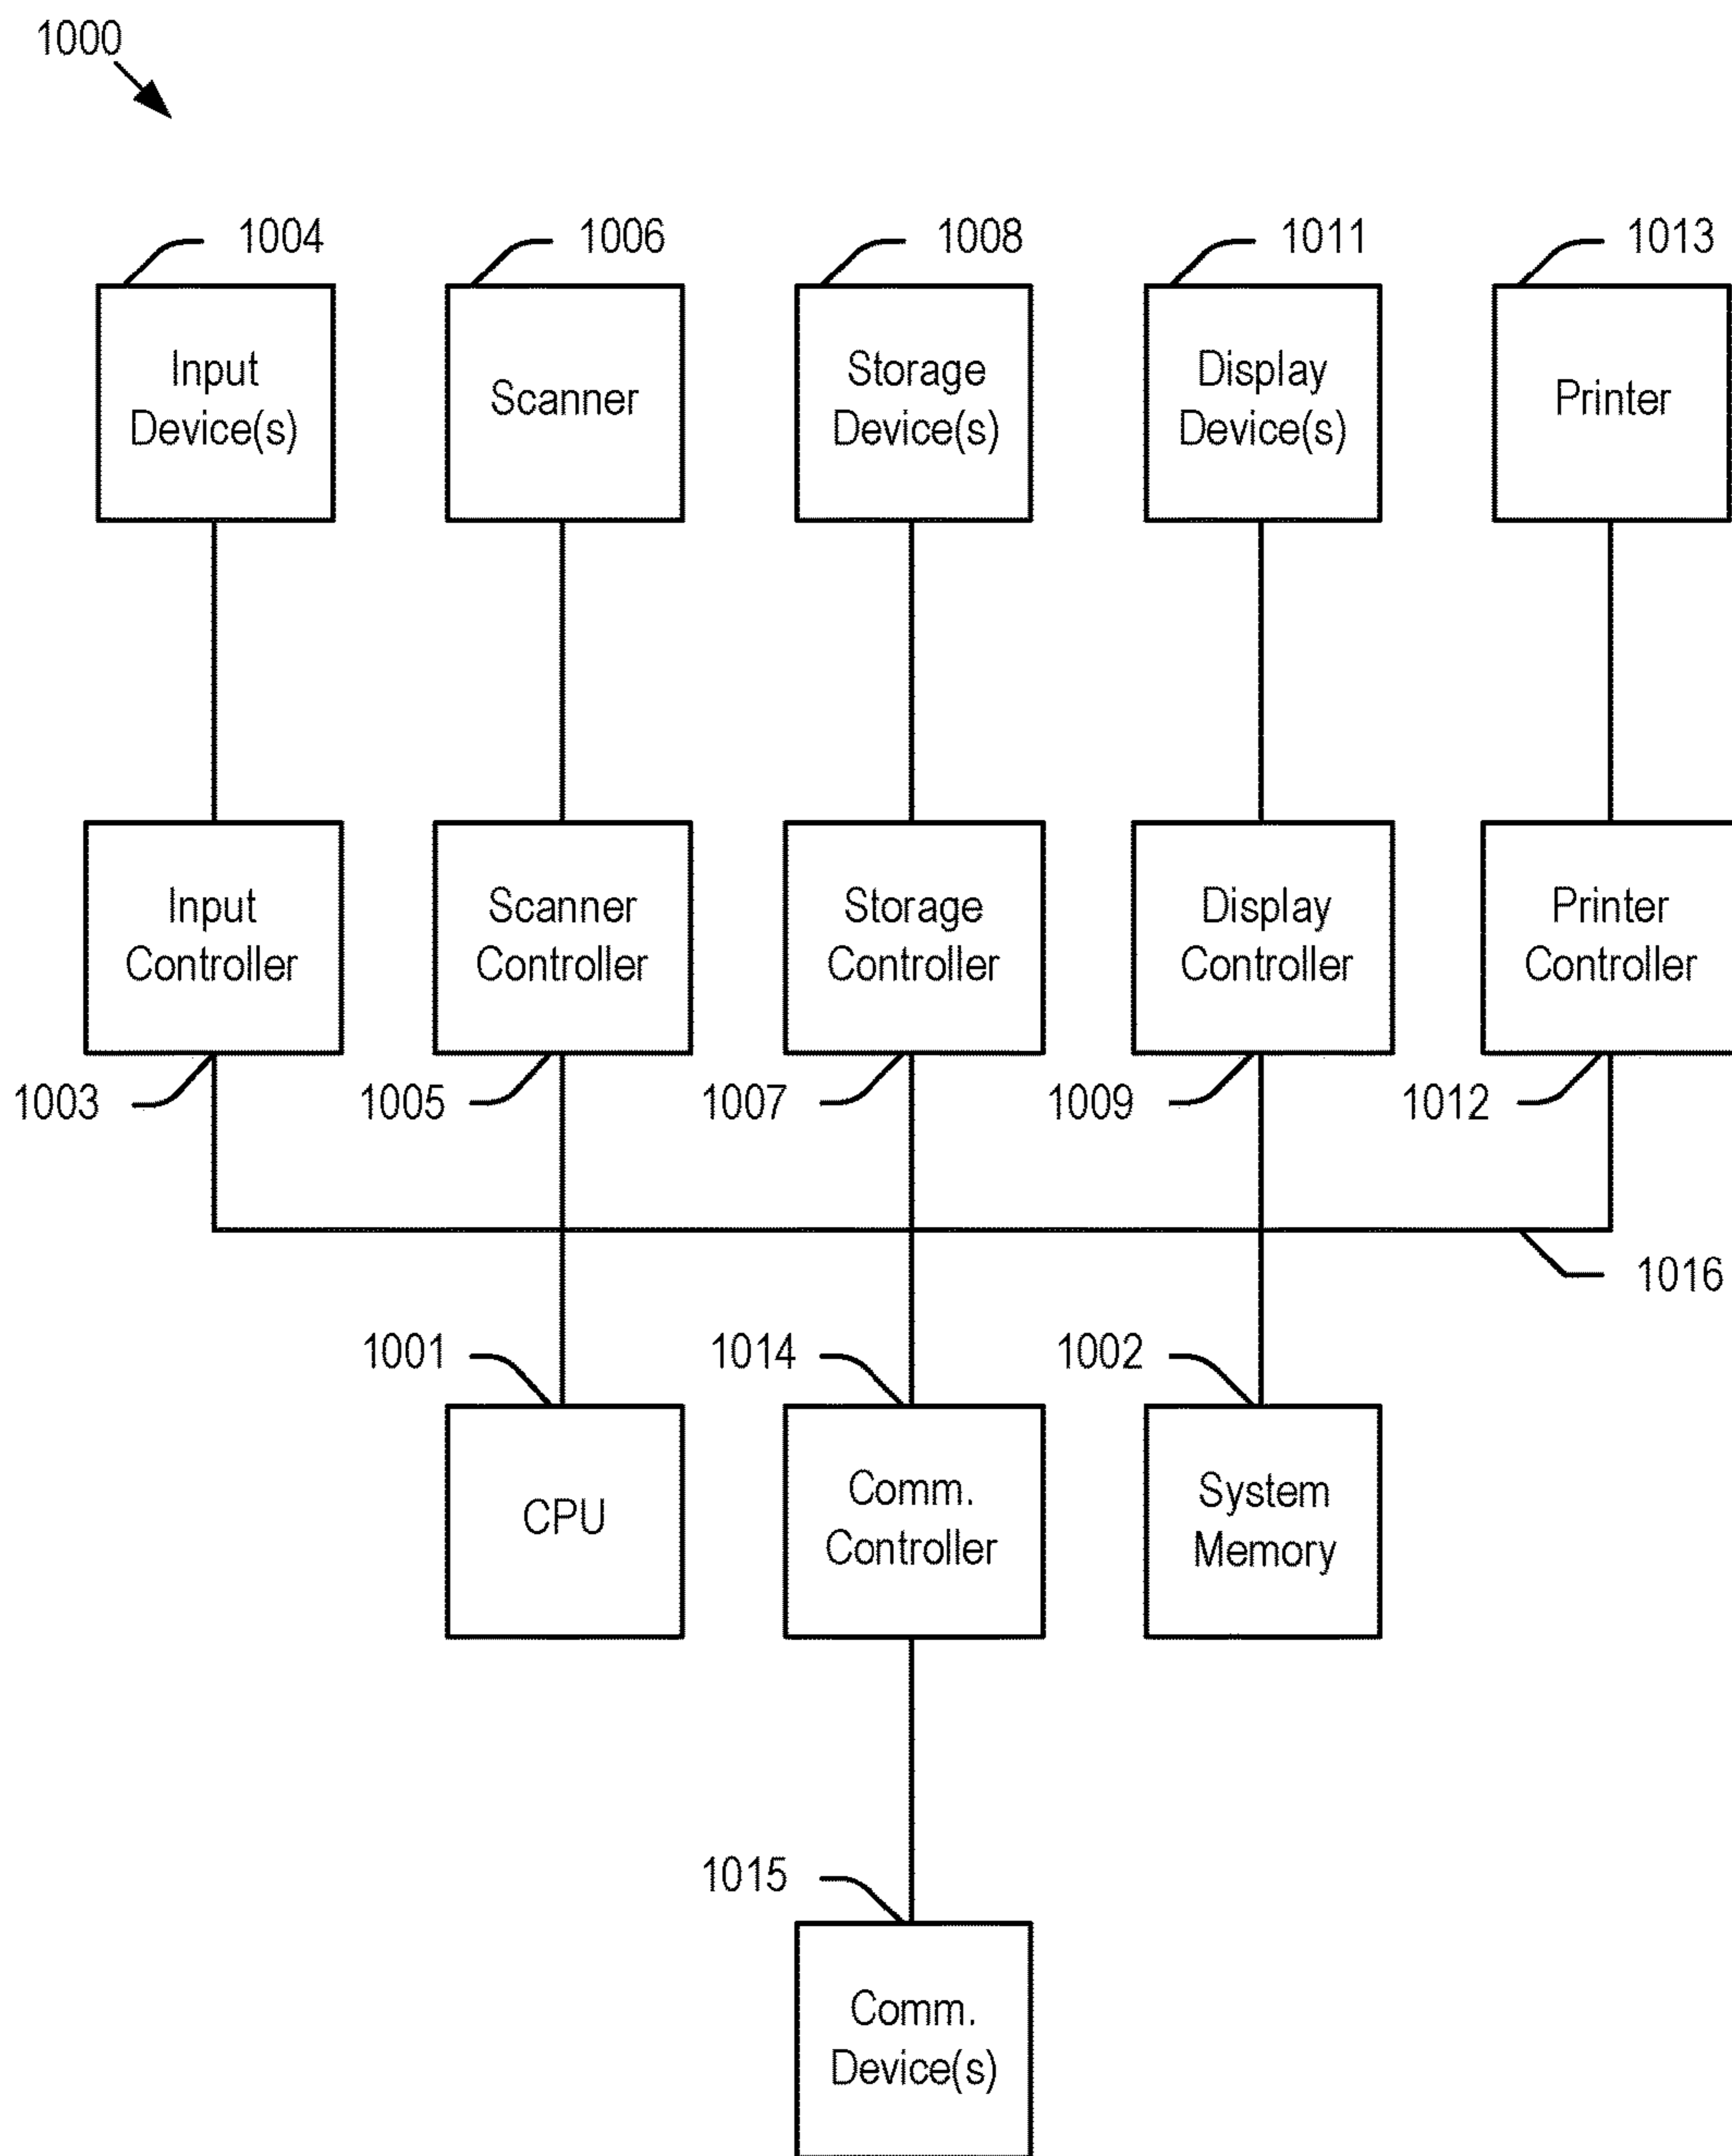 1000
1004
1006
1008
1011
1013
Input
Device(s)
Scanner
Storage
Device(s)
Display
Device(s)
Printer
Input
Controller
Scanner
Controller
Storage
Controller
Display
Controller
Printer
Controller
1003
1005
1007
1009
1012
1016
1001
1014
1002
CPU
Comm.
Controller
System
Memory
1015
Comm.
Device(s)